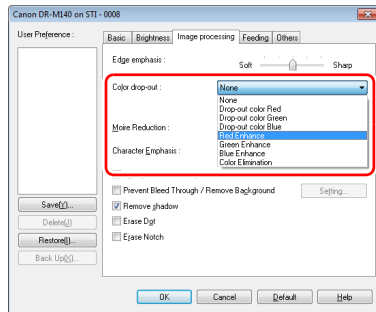 Canon DR-M140 on STI - 0008
User Preference :
Basic Brightness Image processing Feeding Others
Edge emphasis :
Soft Sharp
Color drop-out :
None
None
Drop-out color Red
Drop-out color Green
Drop-out color Blue
Red Enhance
Green Enhance
Blue Enhance
Color Elimination
Moire Reduction :
Character Emphasis :
Prevent Bleed Through / Remove Background
Setting...
Remove shadow
Erase Dot
Erase Notch
Save(Y)...
Delete(J)
Restore(I)...
Back Up(X)...
OK Cancel Default Help